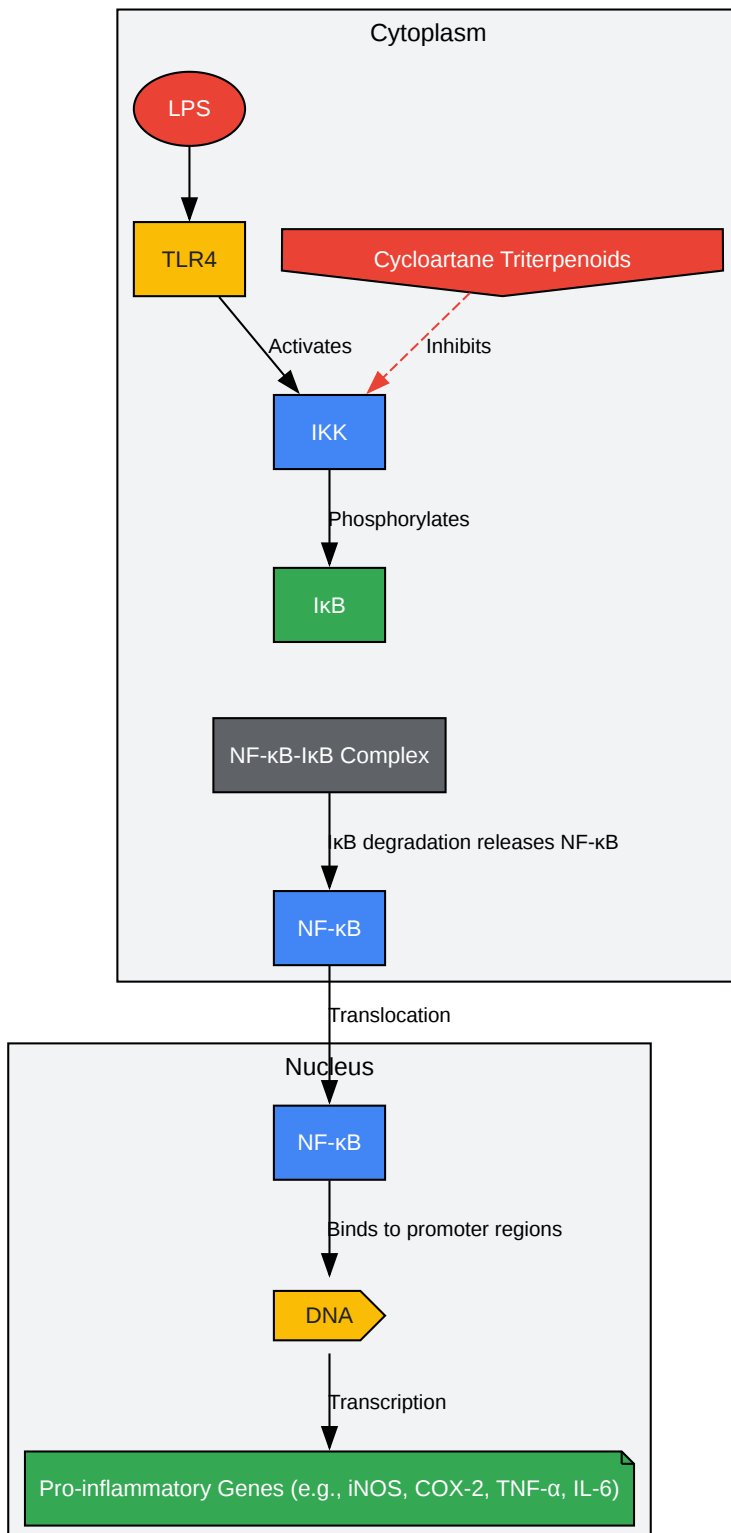 Cytoplasm
LPS
TLR4
Cycloartane Triterpenoids
Activates
Inhibits
IKK
Phosphorylates
IκB
NF-κB-IκB Complex
IκB degradation releases NF-κB
NF-κB
Translocation
Nucleus
NF-κB
Binds to promoter regions
DNA
Transcription
Pro-inflammatory Genes (e.g., iNOS, COX-2, TNF-α, IL-6)